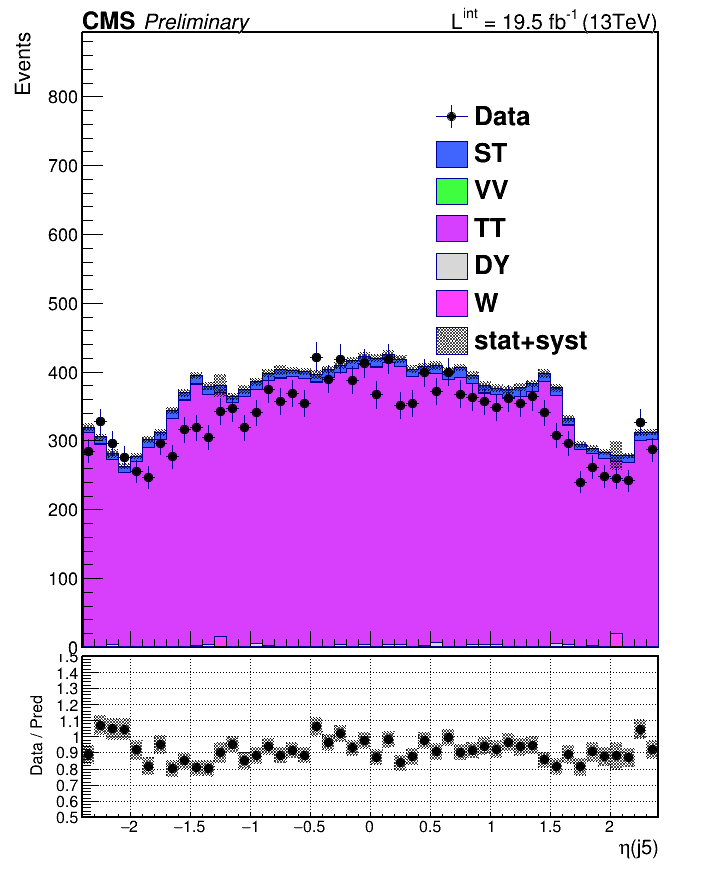 CMS Preliminary
L^int = 19.5 fb^-1 (13TeV)
Events
800
700
600
500
400
300
200
100
0
Data
ST
VV
TT
DY
W
stat+syst
Data / Pred
1.5
1.4
1.3
1.2
1.1
1
0.9
0.8
0.7
0.6
0.5
−2 −1.5 −1 −0.5 0 0.5 1 1.5 2
η(j5)